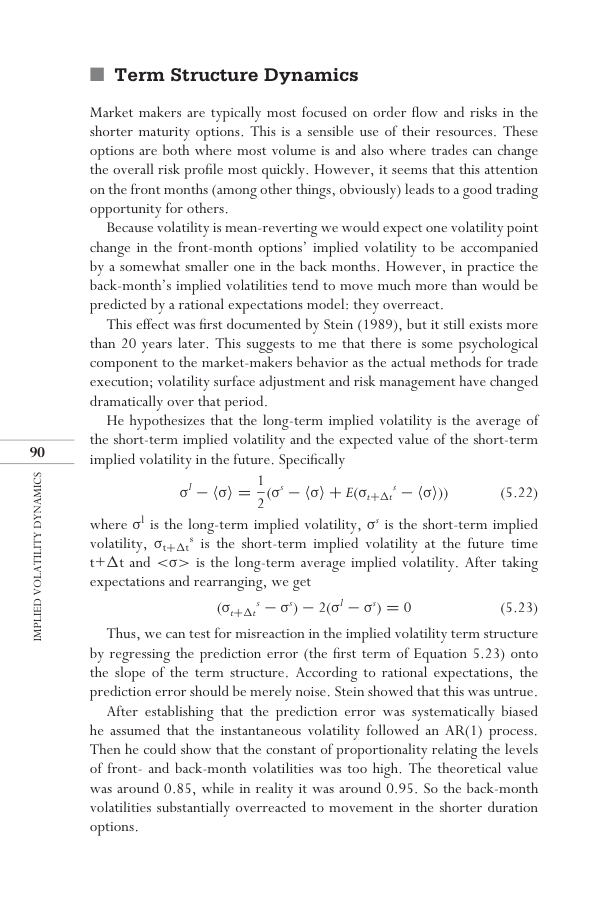 ■ Term Structure Dynamics
Market makers are typically most focused on order flow and risks in the
shorter maturity options. This is a sensible use of their resources. These
options are both where most volume is and also where trades can change
the overall risk profile most quickly. However, it seems that this attention
on the front months (among other things, obviously) leads to a good trading
opportunity for others.
Because volatility is mean-reverting we would expect one volatility point
change in the front-month options’ implied volatility to be accompanied
by a somewhat smaller one in the back months. However, in practice the
back-month’s implied volatilities tend to move much more than would be
predicted by a rational expectations model: they overreact.
This effect was first documented by Stein (1989), but it still exists more
than 20 years later. This suggests to me that there is some psychological
component to the market-makers behavior as the actual methods for trade
execution; volatility surface adjustment and risk management have changed
dramatically over that period.
He hypothesizes that the long-term implied volatility is the average of
the short-term implied volatility and the expected value of the short-term
implied volatility in the future. Specifically
σ^l − ⟨σ⟩ = 1/2 (σ^s − ⟨σ⟩ + E(σ_{t+Δt}^s − ⟨σ⟩)) (5.22)
where σ^l is the long-term implied volatility, σ^s is the short-term implied
volatility, σ_{t+Δt}^s is the short-term implied volatility at the future time
t+Δt and <σ> is the long-term average implied volatility. After taking
expectations and rearranging, we get
(σ_{t+Δt}^s − σ^s) − 2(σ^l − σ^s) = 0 (5.23)
Thus, we can test for misreaction in the implied volatility term structure
by regressing the prediction error (the first term of Equation 5.23) onto
the slope of the term structure. According to rational expectations, the
prediction error should be merely noise. Stein showed that this was untrue.
After establishing that the prediction error was systematically biased
he assumed that the instantaneous volatility followed an AR(1) process.
Then he could show that the constant of proportionality relating the levels
of front- and back-month volatilities was too high. The theoretical value
was around 0.85, while in reality it was around 0.95. So the back-month
volatilities substantially overreacted to movement in the shorter duration
options.
90
IMPLIED VOLATILITY DYNAMICS